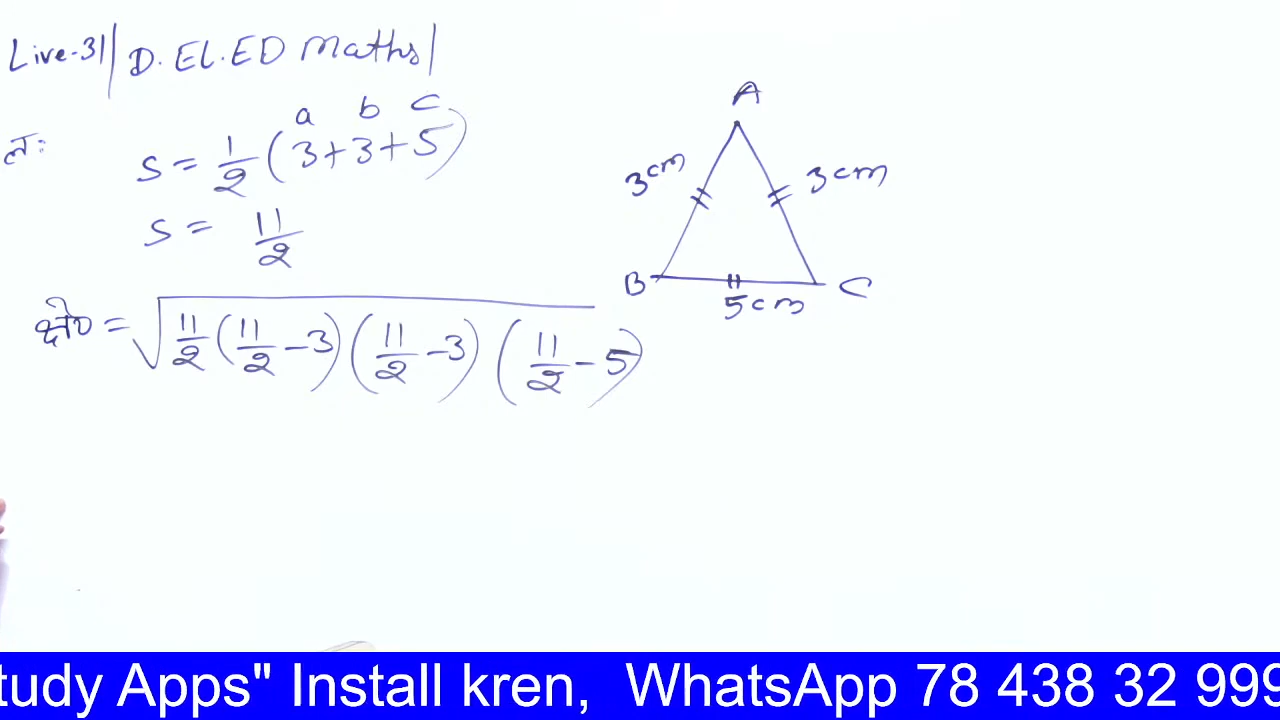 Live-31| D. El. ED Maths|
a b c
S = 1/2 (3+3+5)
S = 11/2
क्षे० = √11/2 (11/2 - 3) (11/2 - 3) (11/2 - 5)
A
3cm 3cm
B C
5cm
tudy Apps" Install kren, WhatsApp 78 438 32 999